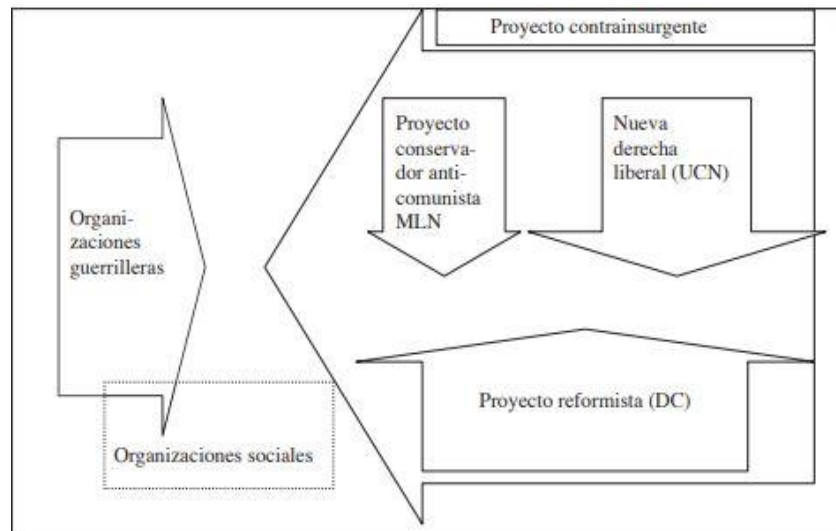 Proyecto contrainsurgente
Proyecto
conserva-
dor anti-
comunista
MLN
Nueva
derecha
liberal (UCN)
Organi-
zaciones
guerrilleras
Proyecto reformista (DC)
Organizaciones sociales